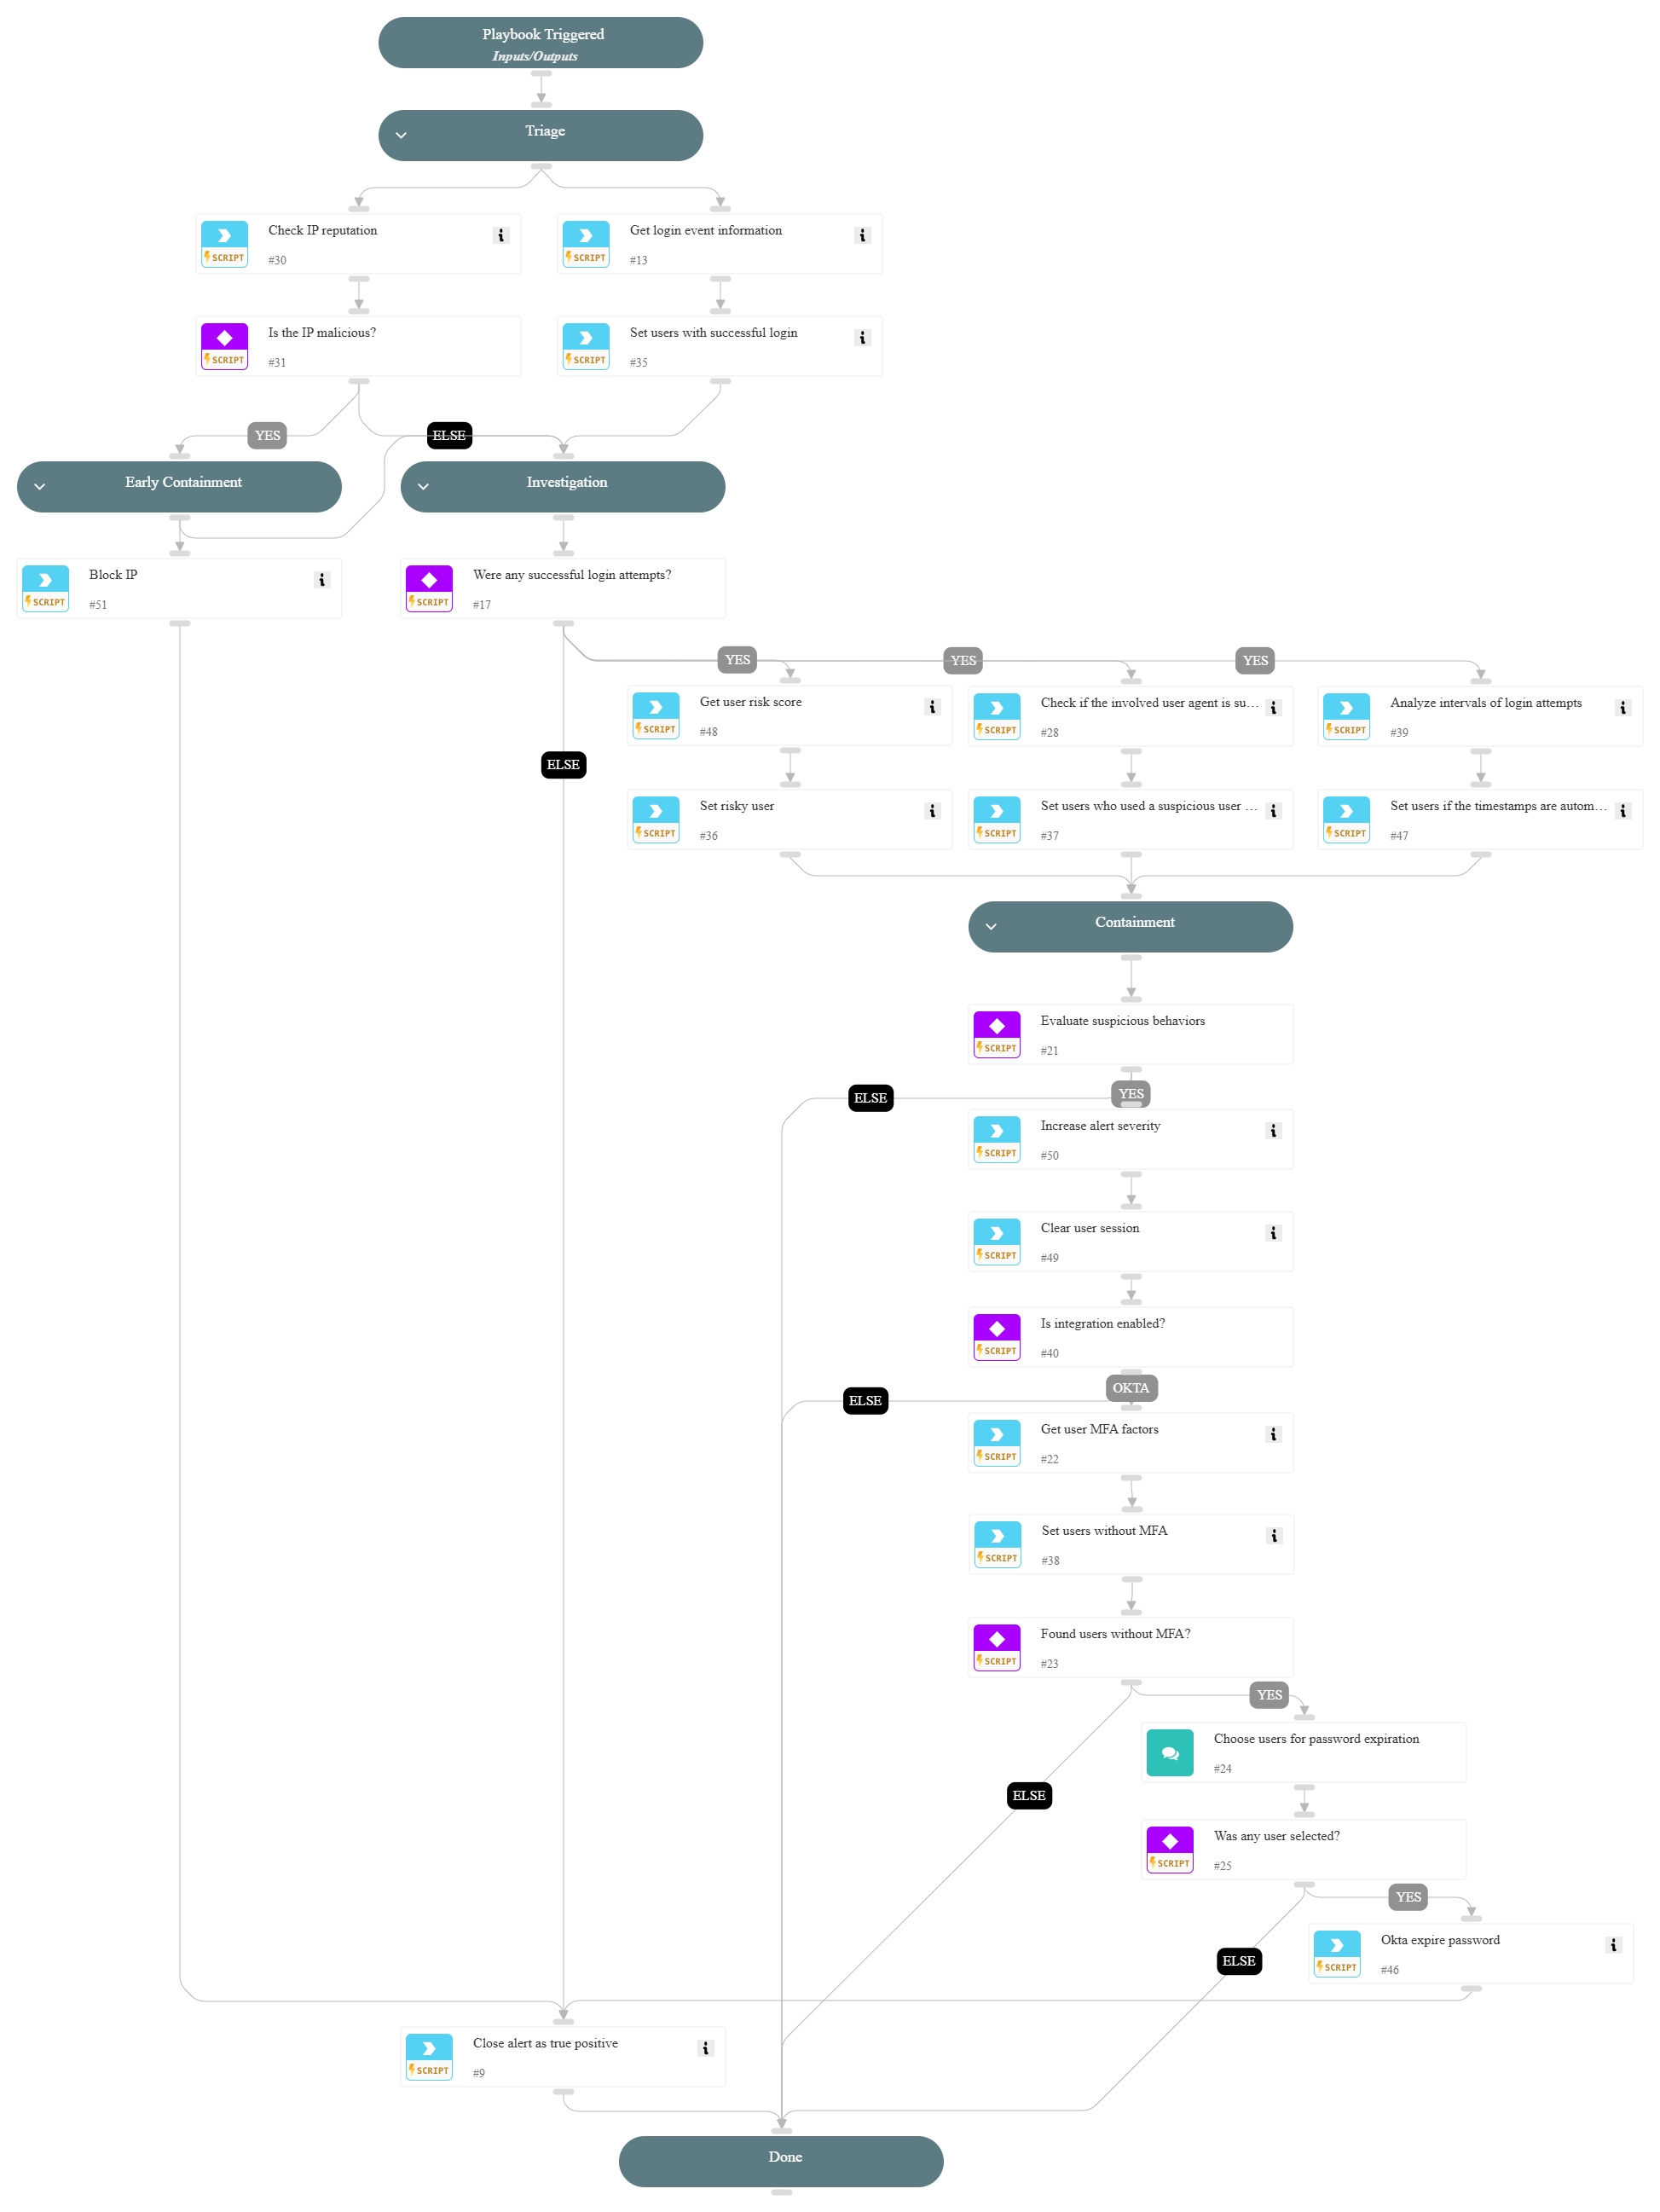 Playbook Triggered
Inputs/Outputs
Triage
Check IP reputation
SCRIPT
#30
Get login event information
SCRIPT
#13
Is the IP malicious?
SCRIPT
#31
Set users with successful login
SCRIPT
#35
YES
ELSE
Early Containment
Investigation
Block IP
SCRIPT
#51
Were any successful login attempts?
SCRIPT
#17
YES
YES
YES
Get user risk score
SCRIPT
#48
Check if the involved user agent is su...
SCRIPT
#28
Analyze intervals of login attempts
SCRIPT
#39
ELSE
Set risky user
SCRIPT
#36
Set users who used a suspicious user ...
SCRIPT
#37
Set users if the timestamps are autom...
SCRIPT
#47
Containment
Evaluate suspicious behaviors
SCRIPT
#21
ELSE
YES
Increase alert severity
SCRIPT
#50
Clear user session
SCRIPT
#49
Is integration enabled?
SCRIPT
#40
OKTA
ELSE
Get user MFA factors
SCRIPT
#22
Set users without MFA
SCRIPT
#38
Found users without MFA?
SCRIPT
#23
YES
Choose users for password expiration
#24
ELSE
Was any user selected?
SCRIPT
#25
YES
Okta expire password
SCRIPT
#46
ELSE
Close alert as true positive
SCRIPT
#9
Done